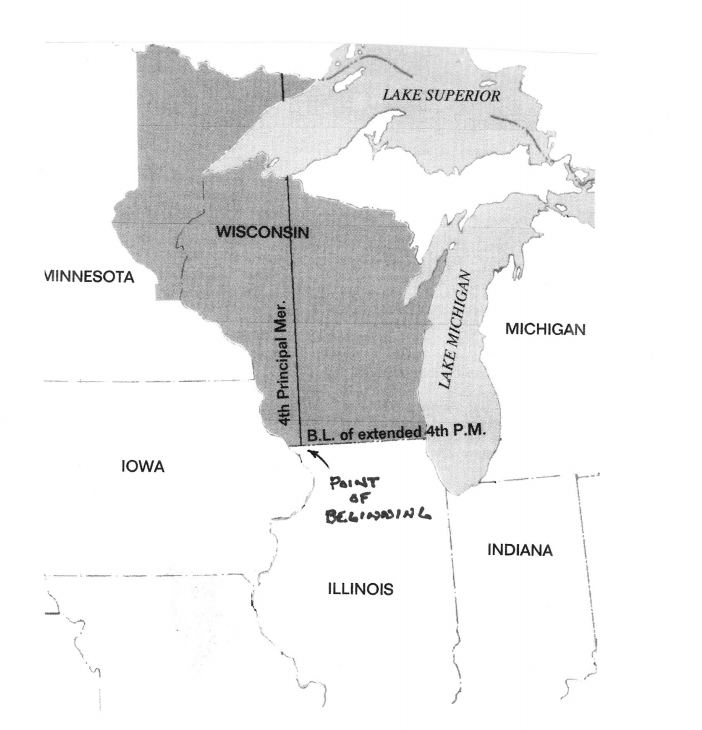 LAKE SUPERIOR
WISCONSIN
MINNESOTA
4th Principal Mer.
LAKE MICHIGAN
MICHIGAN
B.L. of extended 4th P.M.
IOWA
POINT
OF
BEGINNING
INDIANA
ILLINOIS